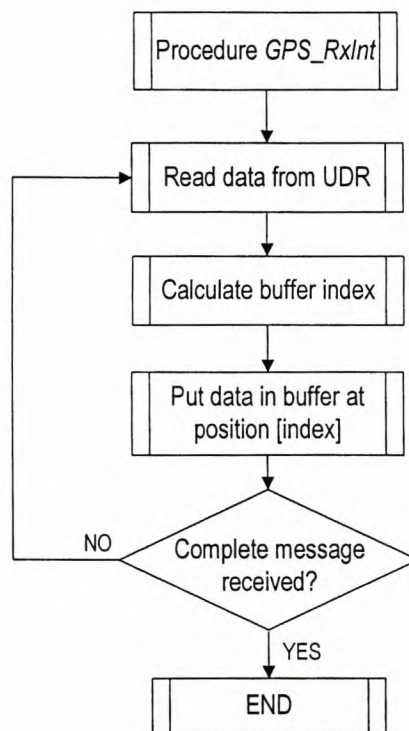 Procedure GPS_RxInt
Read data from UDR
Calculate buffer index
Put data in buffer at
position [index]
Complete message
received?
NO
YES
END